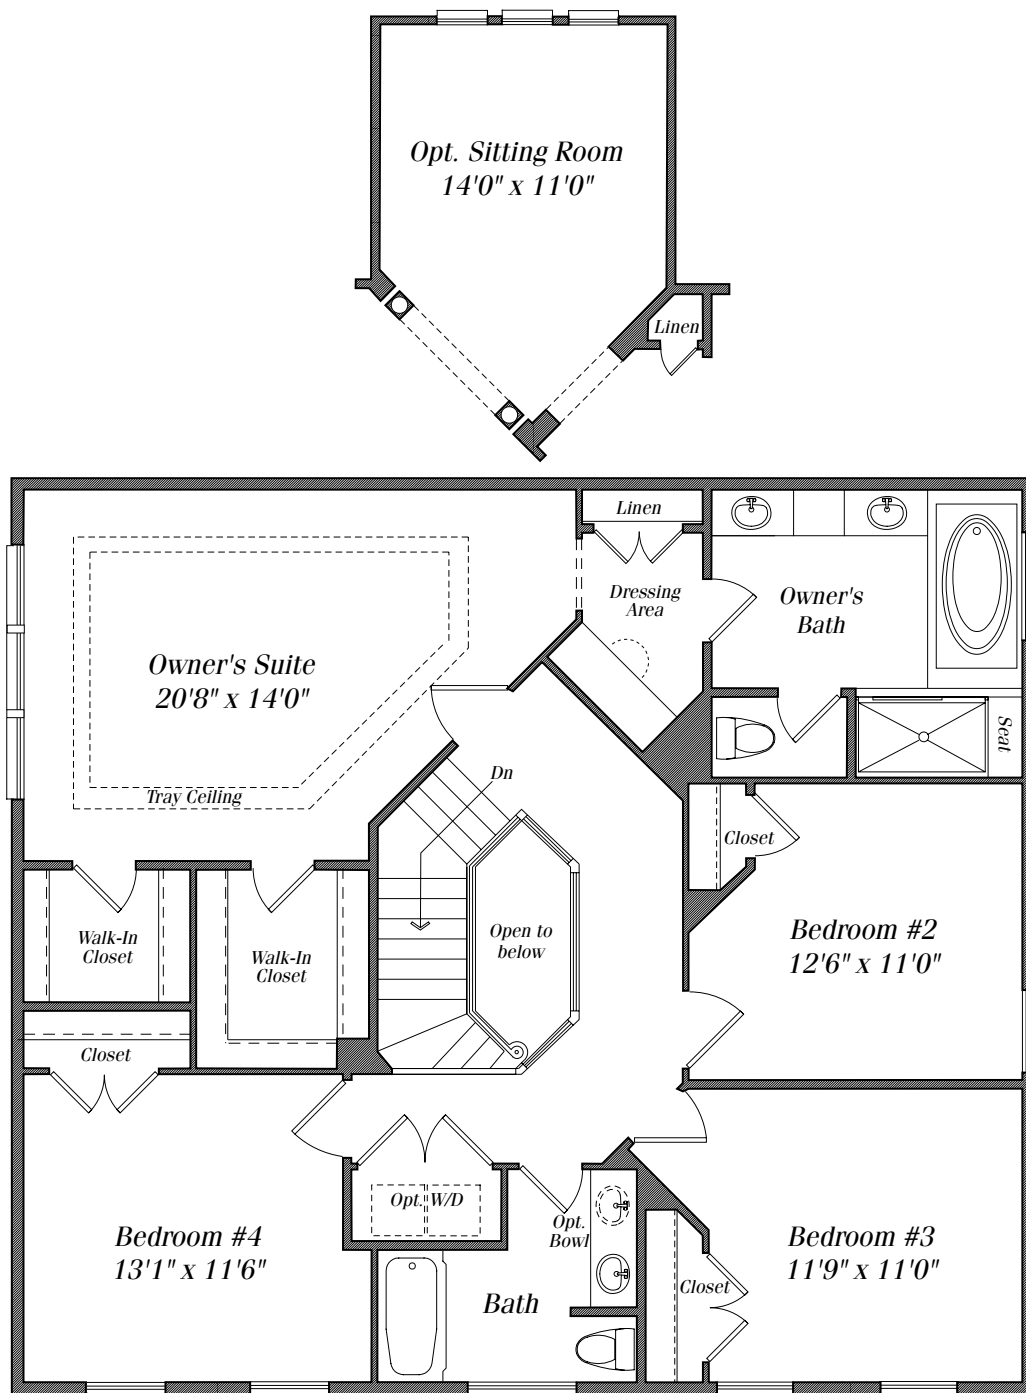 Opt. Sitting Room
14'0" x 11'0"
Linen
Linen
Dressing
Area
Owner's
Bath
Owner's Suite
20'8" x 14'0"
Seat
Tray Ceiling
Dn
Closet
Walk-In
Closet
Walk-In
Closet
Open to
below
Bedroom #2
12'6" x 11'0"
Closet
Opt. W/D
Opt.
Bowl
Bedroom #4
13'1" x 11'6"
Bedroom #3
11'9" x 11'0"
Closet
Bath